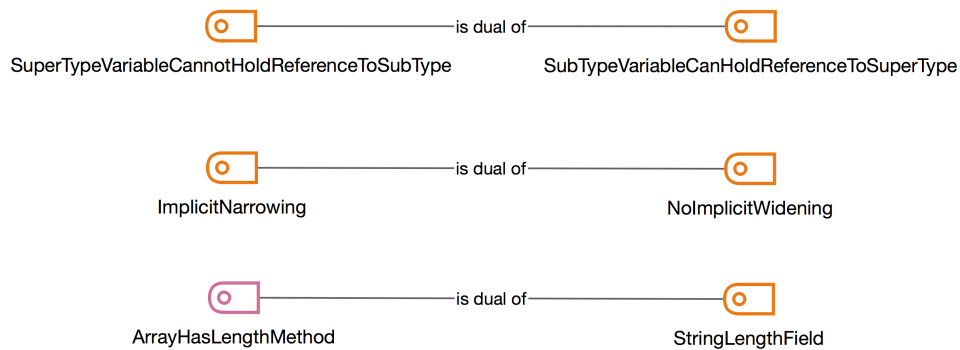 is dual of
SuperTypeVariableCannotHoldReferenceToSubType
SubTypeVariableCanHoldReferenceToSuperType
is dual of
ImplicitNarrowing
NoImplicitWidening
is dual of
ArrayHasLengthMethod
StringLengthField